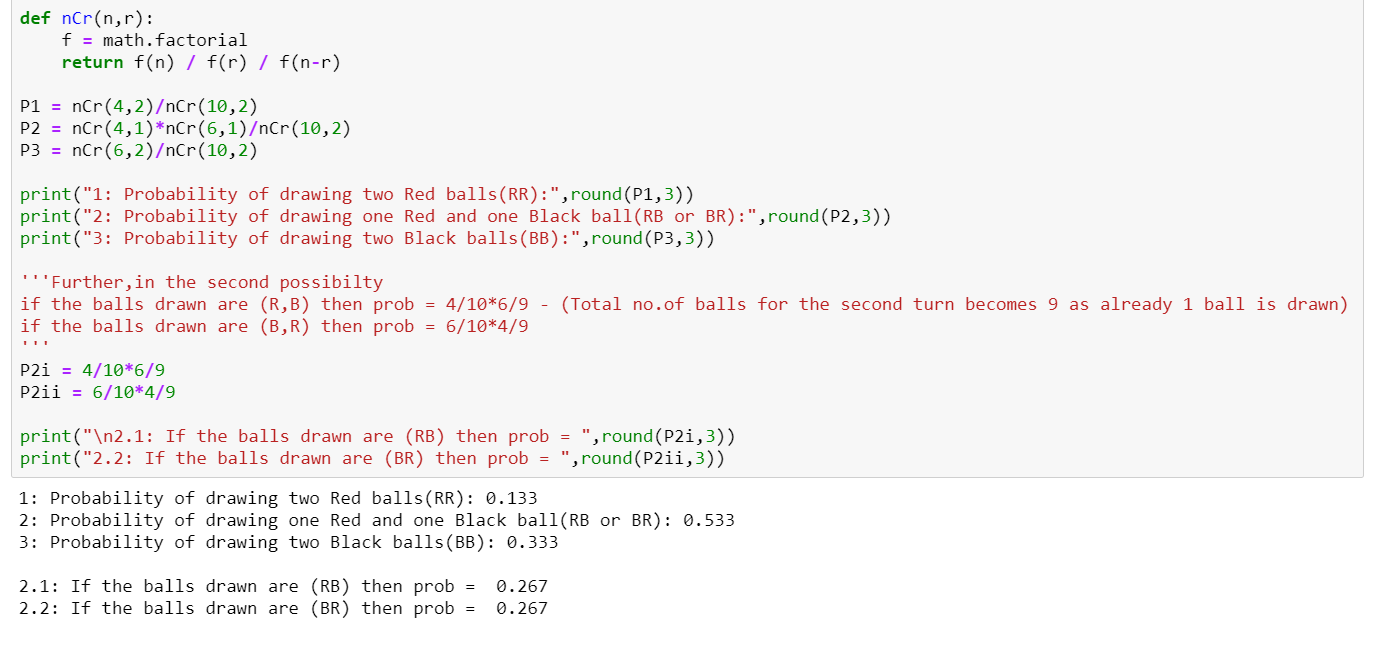 def nCr(n,r):
    f = math.factorial
    return f(n) / f(r) / f(n-r)

P1 = nCr(4,2)/nCr(10,2)
P2 = nCr(4,1)*nCr(6,1)/nCr(10,2)
P3 = nCr(6,2)/nCr(10,2)

print("1: Probability of drawing two Red balls(RR):",round(P1,3))
print("2: Probability of drawing one Red and one Black ball(RB or BR):",round(P2,3))
print("3: Probability of drawing two Black balls(BB):",round(P3,3))

'''Further,in the second possibilty
if the balls drawn are (R,B) then prob = 4/10*6/9 - (Total no.of balls for the second turn becomes 9 as already 1 ball is drawn)
if the balls drawn are (B,R) then prob = 6/10*4/9
'''
P2i = 4/10*6/9
P2ii = 6/10*4/9

print("\n2.1: If the balls drawn are (RB) then prob = ",round(P2i,3))
print("2.2: If the balls drawn are (BR) then prob = ",round(P2ii,3))

1: Probability of drawing two Red balls(RR): 0.133
2: Probability of drawing one Red and one Black ball(RB or BR): 0.533
3: Probability of drawing two Black balls(BB): 0.333

2.1: If the balls drawn are (RB) then prob =  0.267
2.2: If the balls drawn are (BR) then prob =  0.267